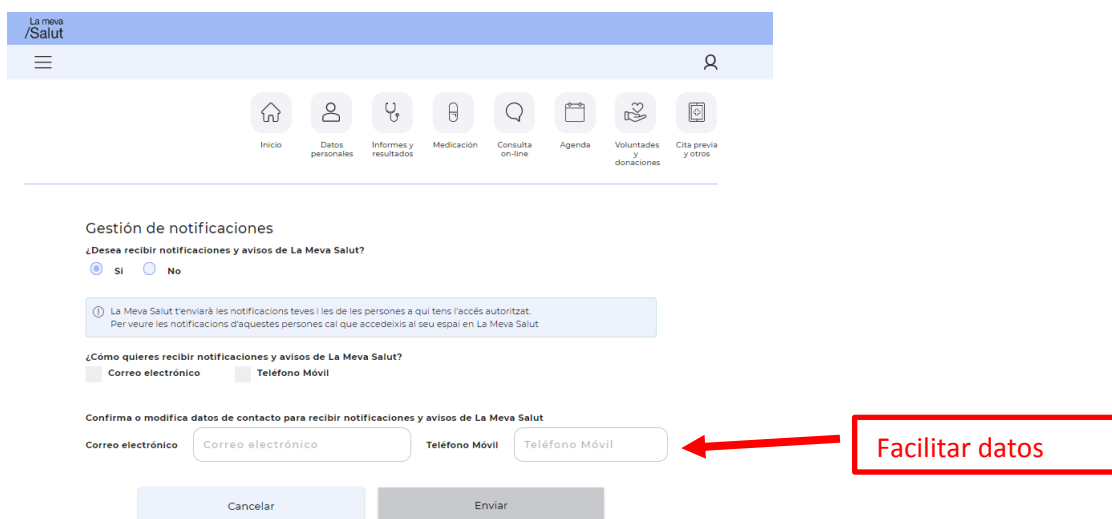 La meva
/Salut
Inicio
Datos
personales
Informes y
resultados
Medicación
Consulta
on-line
Agenda
Voluntades
y
donaciones
Cita previa
y otros
Gestión de notificaciones
¿Desea recibir notificaciones y avisos de La Meva Salut?
Si No
La Meva Salut t'enviarà les notificacions teves i les de les persones a qui tens l'accés autoritzat.
Per veure les notificacions d'aquestes persones cal que accedeixis al seu espai en La Meva Salut
¿Cómo quieres recibir notificaciones y avisos de La Meva Salut?
Correo electrónico Teléfono Móvil
Confirma o modifica datos de contacto para recibir notificaciones y avisos de La Meva Salut
Correo electrónico Correo electrónico Teléfono Móvil Teléfono Móvil
Facilitar datos
Cancelar Enviar